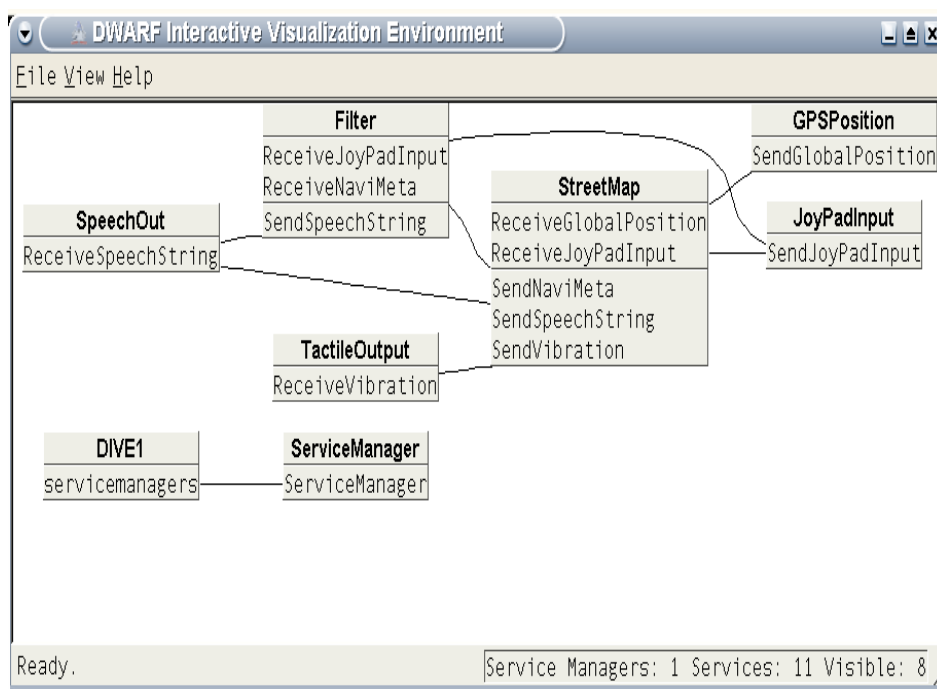 DWARF Interactive Visualization Environment
File View Help
Filter
ReceiveJoyPadInput
ReceiveNaviMeta
SendSpeechString
GPSPosition
SendGlobalPosition
StreetMap
ReceiveGlobalPosition
ReceiveJoyPadInput
SendNaviMeta
SendSpeechString
SendVibration
SpeechOut
ReceiveSpeechString
JoyPadInput
SendJoyPadInput
TactileOutput
ReceiveVibration
DIVE1
servicemanagers
ServiceManager
ServiceManager
Ready.
Service Managers: 1 Services: 11 Visible: 8